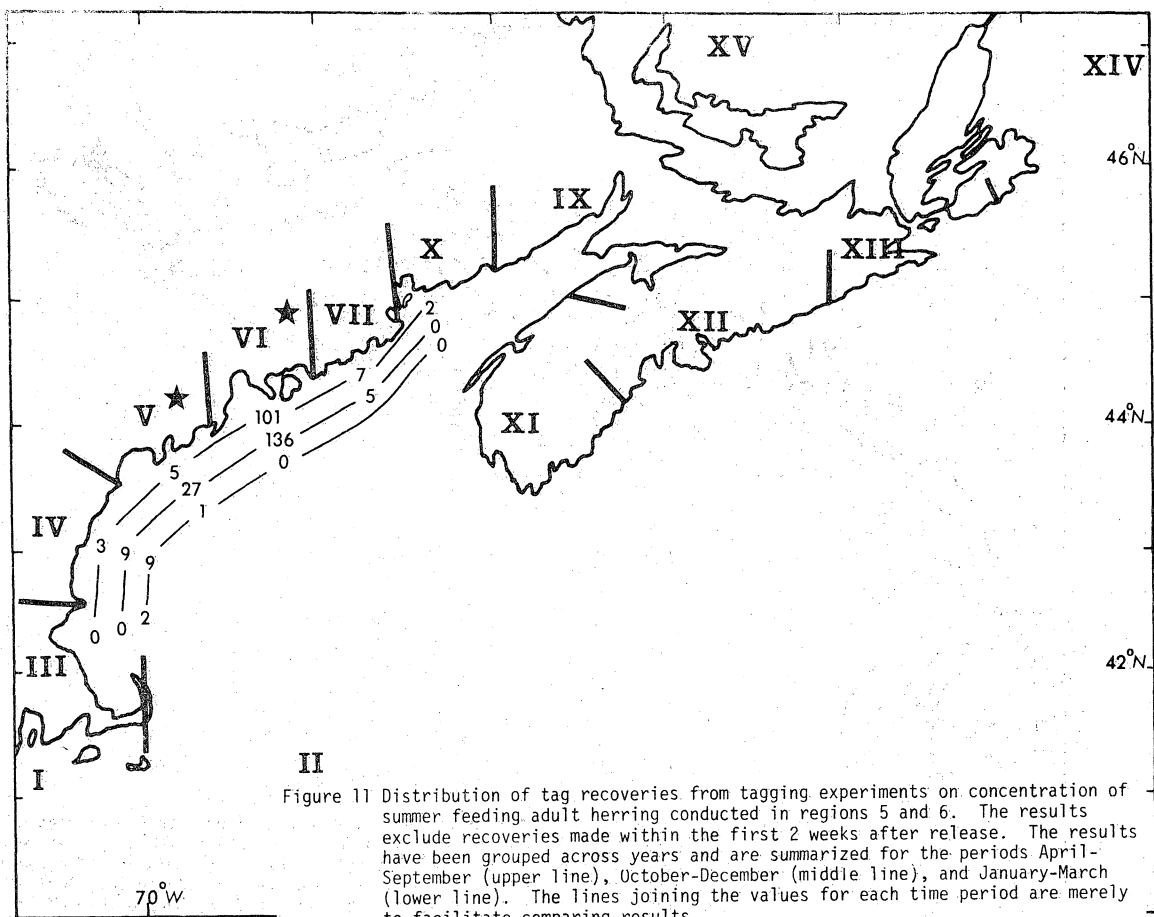 XV
XIV
46°N
IX
X
XIII
VII
VI
XII
2
0
0
7
5
V
101
136
0
XI
44°N
5
27
1
IV
3
9
9
0
0
2
III
42°N
I
II
Figure 11 Distribution of tag recoveries from tagging experiments on concentration of
summer feeding adult herring conducted in regions 5 and 6. The results
exclude recoveries made within the first 2 weeks after release. The results
have been grouped across years and are summarized for the periods April-
September (upper line), October-December (middle line), and January-March
(lower line). The lines joining the values for each time period are merely
to facilitate comparing results
70°W